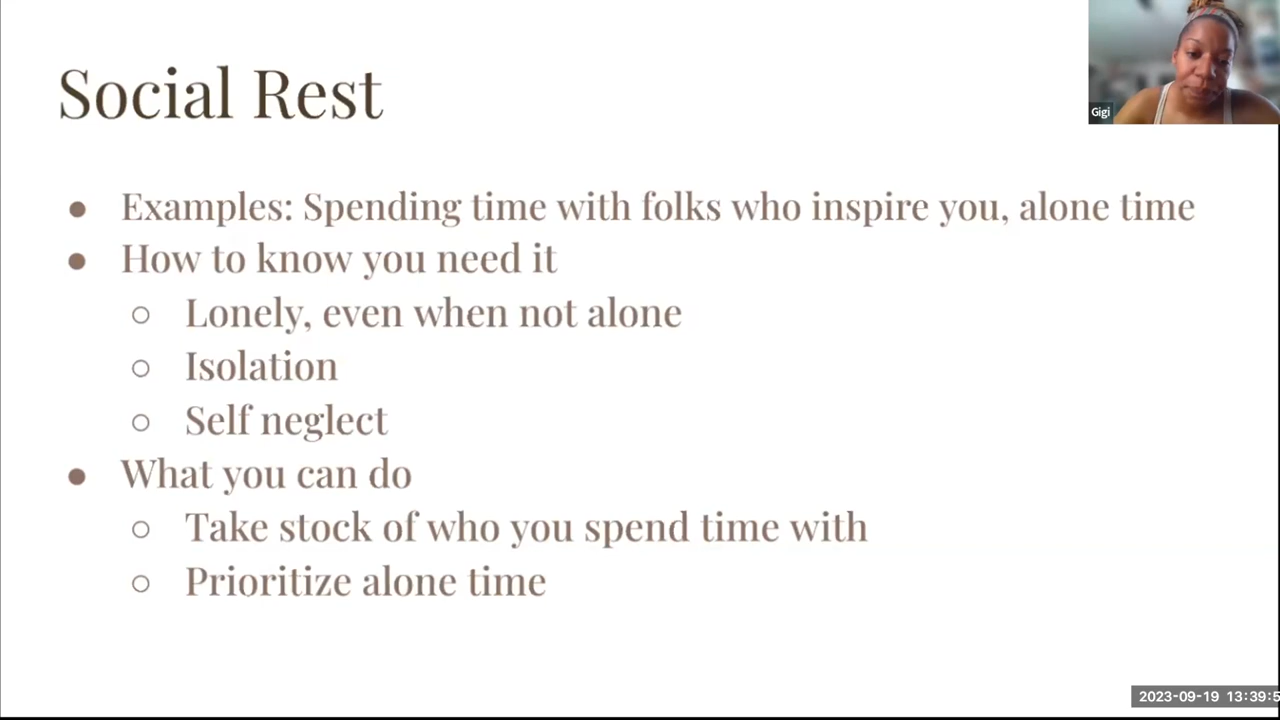 Social Rest
Gigi
● Examples: Spending time with folks who inspire you, alone time
● How to know you need it
○ Lonely, even when not alone
○ Isolation
○ Self neglect
● What you can do
○ Take stock of who you spend time with
○ Prioritize alone time
2023-09-19 13:39:5